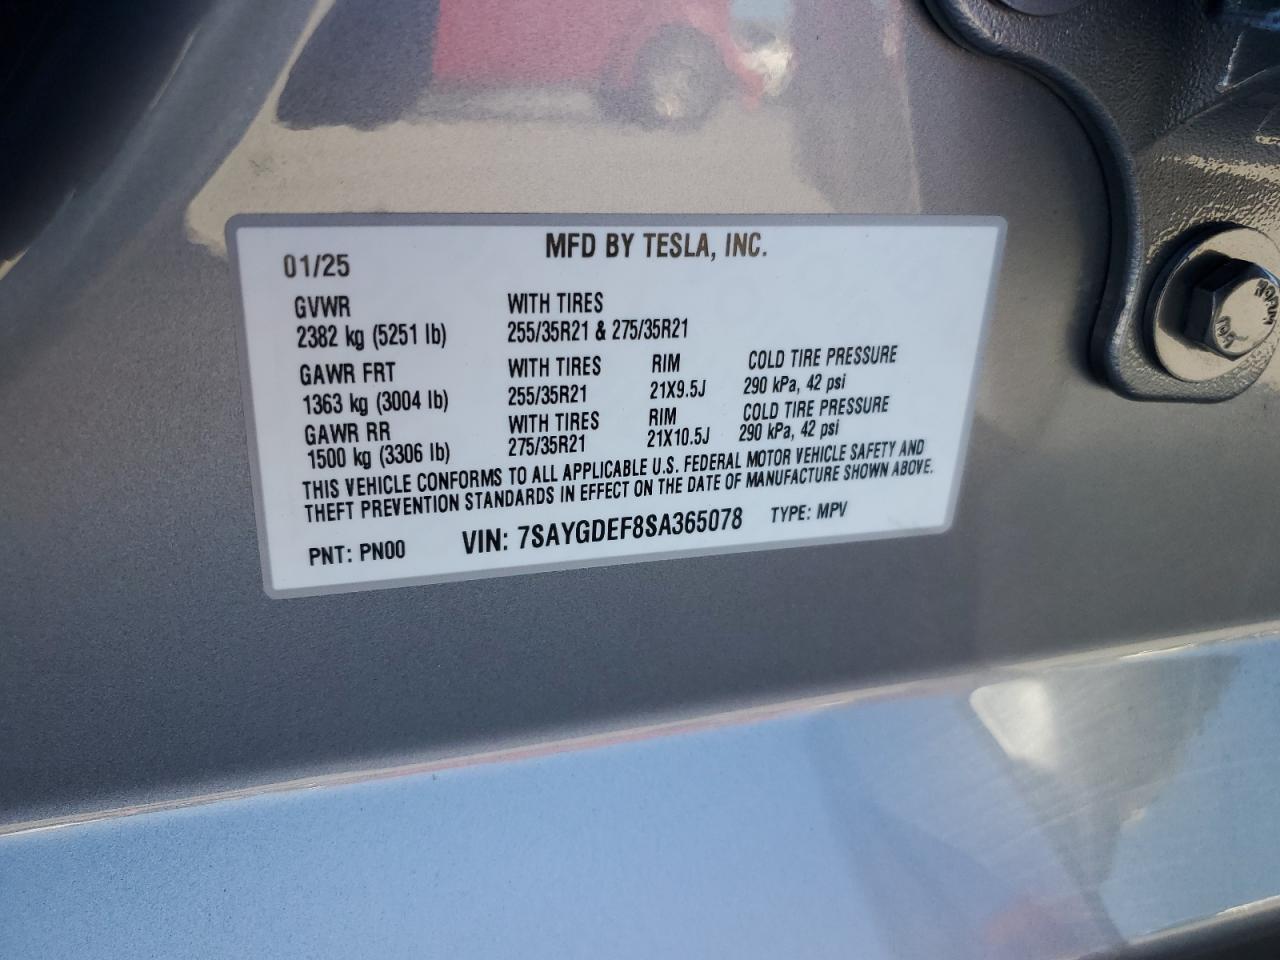 MFD BY TESLA, INC.
01/25
GVWR WITH TIRES
2382 kg (5251 lb) 255/35R21 & 275/35R21
GAWR FRT WITH TIRES RIM COLD TIRE PRESSURE
1363 kg (3004 lb) 255/35R21 21X9.5J 290 kPa, 42 psi
GAWR RR WITH TIRES RIM COLD TIRE PRESSURE
1500 kg (3306 lb) 275/35R21 21X10.5J 290 kPa, 42 psi
THIS VEHICLE CONFORMS TO ALL APPLICABLE U.S. FEDERAL MOTOR VEHICLE SAFETY AND
THEFT PREVENTION STANDARDS IN EFFECT ON THE DATE OF MANUFACTURE SHOWN ABOVE.
PNT: PN00 VIN: 7SAYGDEF8SA365078 TYPE: MPV